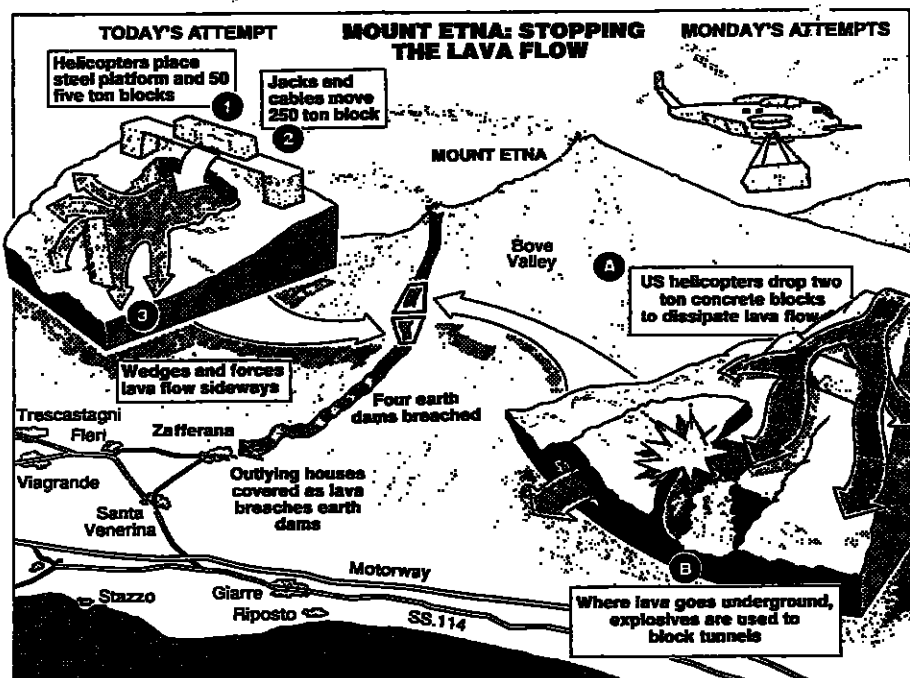 TODAY'S ATTEMPT
MOUNT ETNA: STOPPING
THE LAVA FLOW
MONDAY'S ATTEMPTS
Helicopters place
steel platform and 50
five ton blocks
1
Jacks and
cables move
250 ton block
2
MOUNT ETNA
Bove
Valley
A
US helicopters drop two
ton concrete blocks
to dissipate lava flow
3
Wedges and forces
lava flow sideways
Four earth
dams breached
Trescastagni
Fleri
Zafferana
Viagrande
Outlying houses
covered as lava
breaches earth
dams
Santa
Venerina
Motorway
B
Stazzo
Giarre
Riposto
SS.114
Where lava goes underground,
explosives are used to
block tunnels